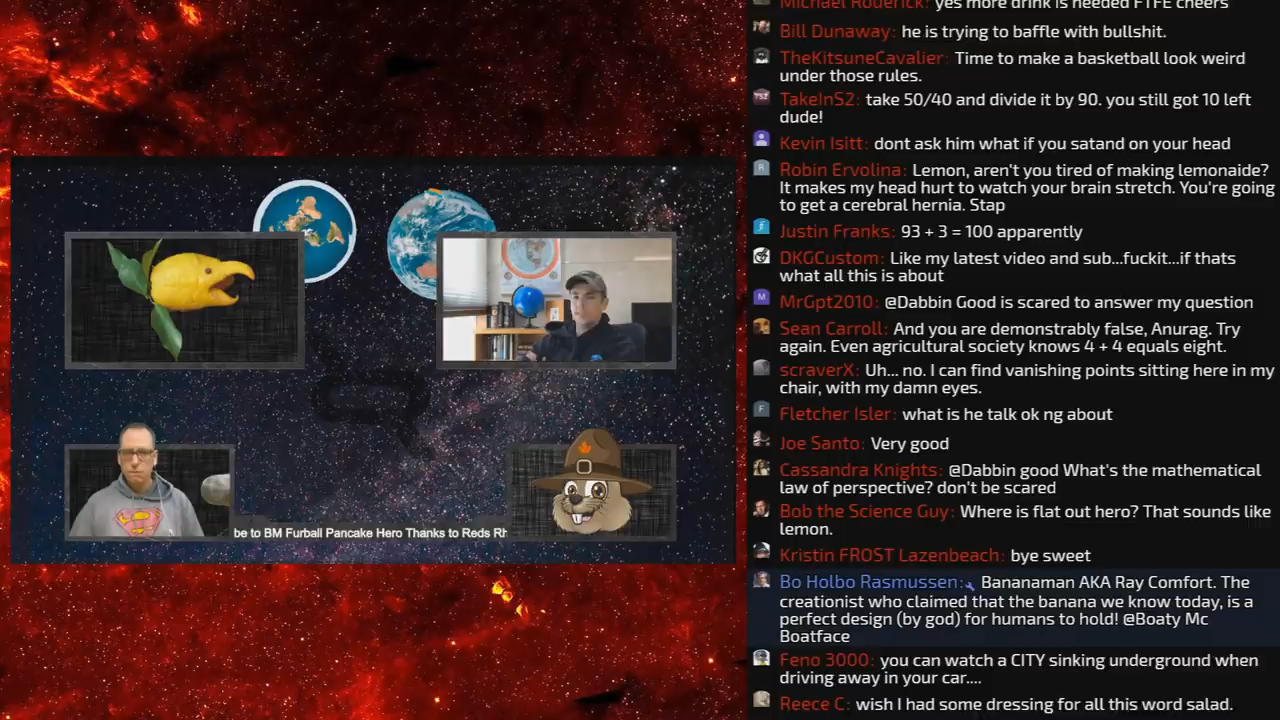 Michael Roderick: yes more drink is needed FTFE cheers
Bill Dunaway: he is trying to baffle with bullshit.
TheKitsuneCavalier: Time to make a basketball look weird
under those rules.
TakeInS2: take 50/40 and divide it by 90. you still got 10 left
dude!
Kevin Isitt: dont ask him what if you satand on your head
Robin Ervolina: Lemon, aren't you tired of making lemonaide?
It makes my head hurt to watch your brain stretch. You're going
to get a cerebral hernia. Stap
Justin Franks: 93 + 3 = 100 apparently
DKGCustom: Like my latest video and sub...fuckit...if thats
what all this is about
MrGpt2010: @Dabbin Good is scared to answer my question
Sean Carroll: And you are demonstrably false, Anurag. Try
again. Even agricultural society knows 4 + 4 equals eight.
scraverX: Uh... no. I can find vanishing points sitting here in my
chair, with my damn eyes.
Fletcher Isler: what is he talk ok ng about
Joe Santo: Very good
Cassandra Knights: @Dabbin good What's the mathematical
law of perspective? don't be scared
Bob the Science Guy: Where is flat out hero? That sounds like
lemon.
Kristin FROST Lazenbeach: bye sweet
Bo Holbo Rasmussen: Bananaman AKA Ray Comfort. The
creationist who claimed that the banana we know today, is a
perfect design (by god) for humans to hold! @Boaty Mc
Boatface
Feno 3000: you can watch a CITY sinking underground when
driving away in your car....
Reece C: wish I had some dressing for all this word salad.
be to BM Furball Pancake Hero Thanks to Reds Rh